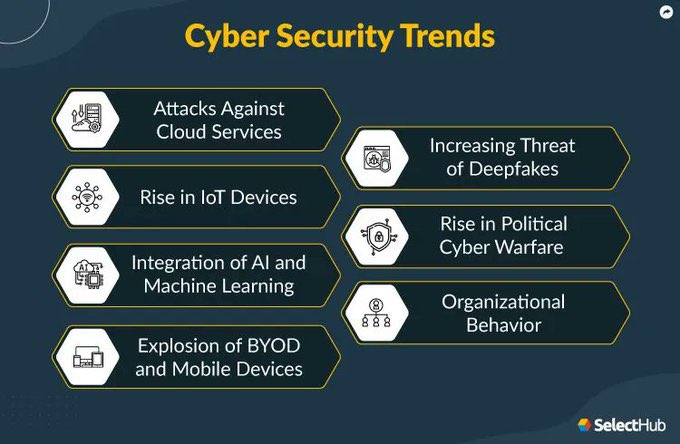 Cyber Security Trends
Attacks Against
Cloud Services
Rise in IoT Devices
AI
Integration of AI and
Machine Learning
Explosion of BYOD
and Mobile Devices
Increasing Threat
of Deepfakes
Rise in Political
Cyber Warfare
Organizational
Behavior
SelectHub